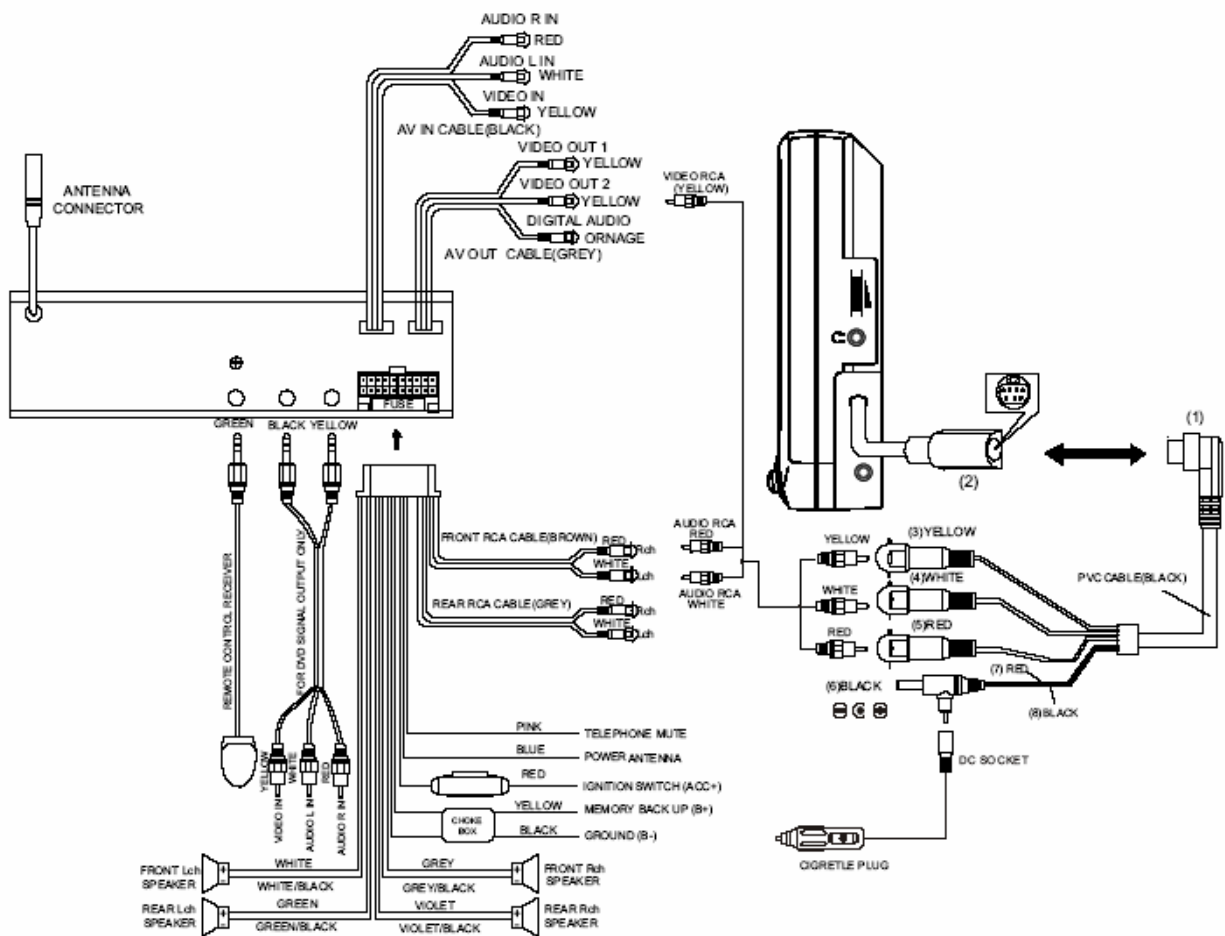 AUDIO R IN
RED
AUDIO L IN
WHITE
VIDEO IN
YELLOW
AV IN CABLE(BLACK)
VIDEO OUT 1
YELLOW
VIDEO OUT 2
YELLOW
DIGITAL AUDIO
ORNAGE
AV OUT CABLE(GREY)
ANTENNA
CONNECTOR
VIDEO RCA
(YELLOW)
FUSE
GREEN
BLACK
YELLOW
(1)
(2)
REMOTE CONTROL RECEIVER
FOR DVD SIGNAL OUTPUT ONLY
YELLOW
WHITE
RED
VIDEO IN
AUDIO L IN
AUDIO R IN
FRONT RCA CABLE(BROWN)
RED
Rch
WHITE
Lch
REAR RCA CABLE(GREY)
RED
Rch
WHITE
Lch
AUDIO RCA
RED
AUDIO RCA
WHITE
YELLOW
(3)YELLOW
WHITE
(4)WHITE
RED
(5)RED
PVC CABLE(BLACK)
(6)BLACK
(7) RED
(8)BLACK
DC SOCKET
CIGRETLE PLUG
PINK
TELEPHONE MUTE
BLUE
POWER ANTENNA
RED
IGNITION SWITCH (ACC+)
YELLOW
MEMORY BACK UP (B+)
CHOKE
BOX
BLACK
GROUND (B-)
FRONT Lch
SPEAKER
+
-
WHITE
WHITE/BLACK
GREY
GREY/BLACK
+
-
FRONT Rch
SPEAKER
REAR Lch
SPEAKER
+
-
GREEN
GREEN/BLACK
VIOLET
VIOLET/BLACK
+
-
REAR Rch
SPEAKER